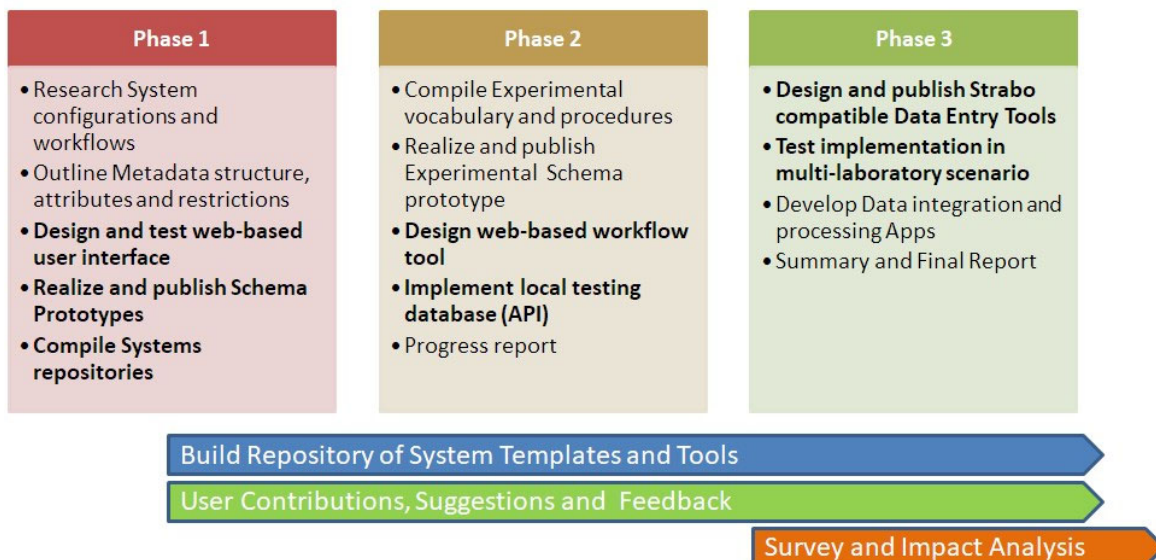 Phase 1
• Research System
configurations and
workflows
• Outline Metadata structure,
attributes and restrictions
• Design and test web-based
user interface
• Realize and publish Schema
Prototypes
• Compile Systems
repositories
Phase 2
• Compile Experimental
vocabulary and procedures
• Realize and publish
Experimental Schema
prototype
• Design web-based workflow
tool
• Implement local testing
database (API)
• Progress report
Phase 3
• Design and publish Strabo
compatible Data Entry Tools
• Test implementation in
multi-laboratory scenario
• Develop Data integration and
processing Apps
• Summary and Final Report
Build Repository of System Templates and Tools
User Contributions, Suggestions and Feedback
Survey and Impact Analysis